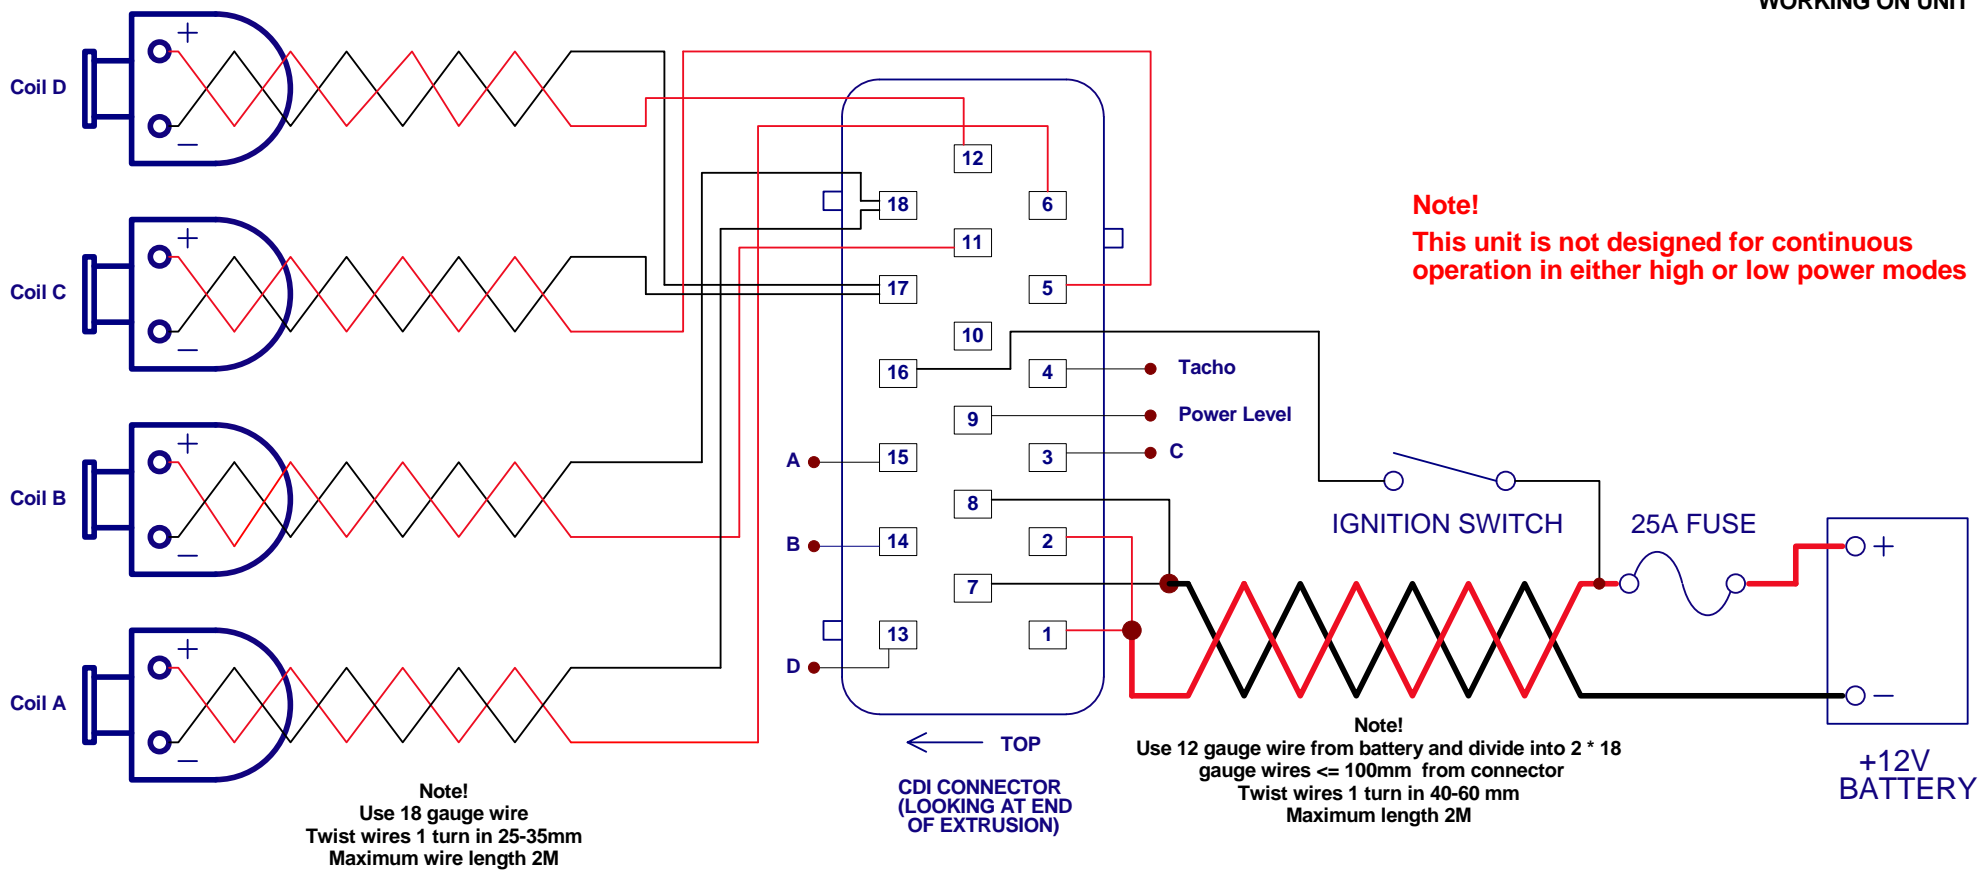 WORKING ON UNIT
Coil D
+
−
Coil C
+
−
Coil B
+
−
Coil A
+
−
12
18
6
11
17
5
10
16
4
9
15
3
8
14
2
7
13
1
A
B
D
Tacho
Power Level
C
Note!
This unit is not designed for continuous
operation in either high or low power modes
IGNITION SWITCH
25A FUSE
+
−
+12V
BATTERY
TOP
CDI CONNECTOR
(LOOKING AT END
OF EXTRUSION)
Note!
Use 18 gauge wire
Twist wires 1 turn in 25-35mm
Maximum wire length 2M
Note!
Use 12 gauge wire from battery and divide into 2 * 18
gauge wires <= 100mm from connector
Twist wires 1 turn in 40-60 mm
Maximum length 2M